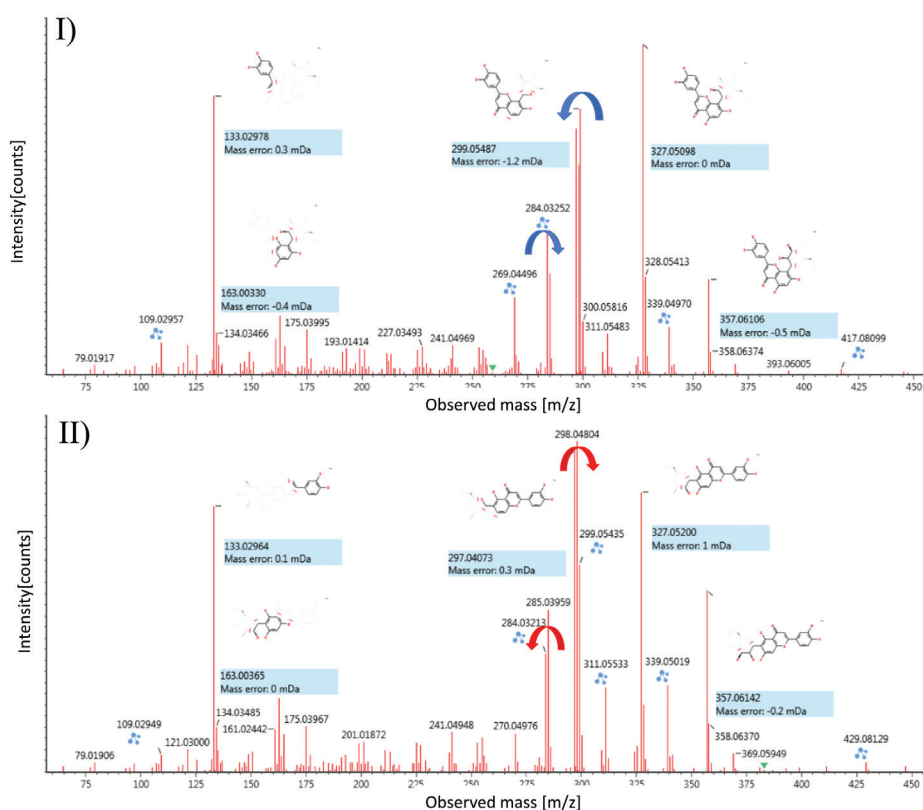 I)
Intensity[counts]
133.02978
Mass error: 0.3 mDa
299.05487
Mass error: -1.2 mDa
327.05098
Mass error: 0 mDa
284.03252
163.00330
Mass error: -0.4 mDa
269.04496
328.05413
357.06106
Mass error: -0.5 mDa
109.02957
134.03466
175.03995
193.01414
227.03493
241.04969
300.05816
311.05483
339.04970
358.06374
393.06005
417.08099
79.01917
75 100 125 150 175 200 225 250 275 300 325 350 375 400 425 450
Observed mass [m/z]
II)
Intensity[counts]
298.04804
133.02964
Mass error: 0.1 mDa
297.04073
Mass error: 0.3 mDa
299.05435
327.05200
Mass error: 1 mDa
285.03959
284.03213
163.00365
Mass error: 0 mDa
311.05533
339.05019
357.06142
Mass error: -0.2 mDa
109.02949
134.03485
161.02442
175.03967
201.01872
241.04948
270.04976
358.06370
369.05949
429.08129
79.01906
121.03000
75 100 125 150 175 200 225 250 275 300 325 350 375 400 425 450
Observed mass [m/z]